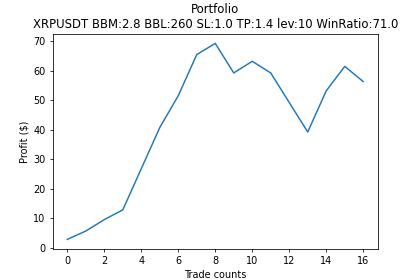 Portfolio
XRPUSDT BBM:2.8 BBL:260 SL:1.0 TP:1.4 lev:10 WinRatio:71.0
70
60
50
40
30
20
10
0
Profit ($)
0 2 4 6 8 10 12 14 16
Trade counts